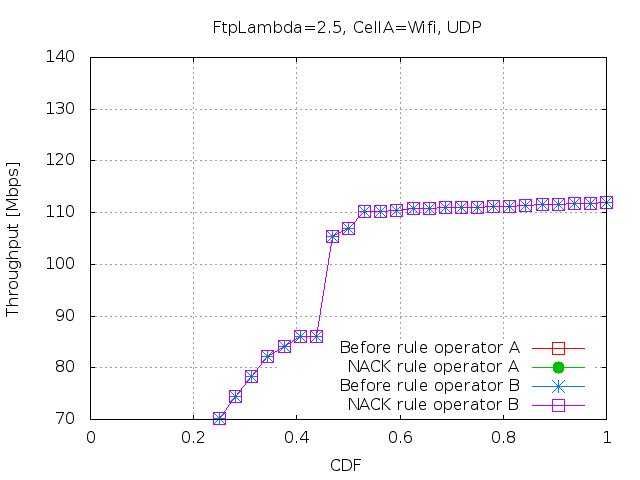 FtpLambda=2.5, CellA=Wifi, UDP
Throughput [Mbps]
140
130
120
110
100
90
80
70
Before rule operator A
NACK rule operator A
Before rule operator B
NACK rule operator B
0
0.2
0.4
0.6
0.8
1
CDF